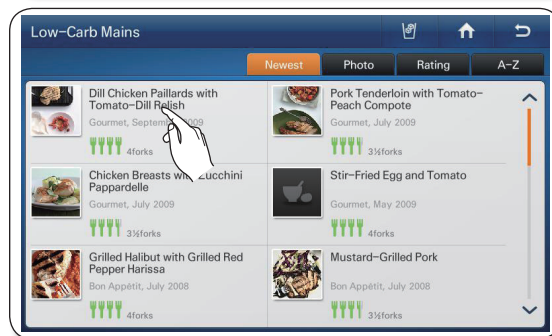 Low-Carb Mains
Newest
Photo
Rating
A-Z
Dill Chicken Paillards with
Tomato-Dill Relish
Gourmet, September 2009
4forks
Pork Tenderloin with Tomato-
Peach Compote
Gourmet, July 2009
3½forks
Chicken Breasts with Zucchini
Pappardelle
Gourmet, July 2009
3½forks
Stir-Fried Egg and Tomato
Gourmet, May 2009
4forks
Grilled Halibut with Grilled Red
Pepper Harissa
Bon Appétit, July 2008
4forks
Mustard-Grilled Pork
Bon Appétit, July 2008
3½forks